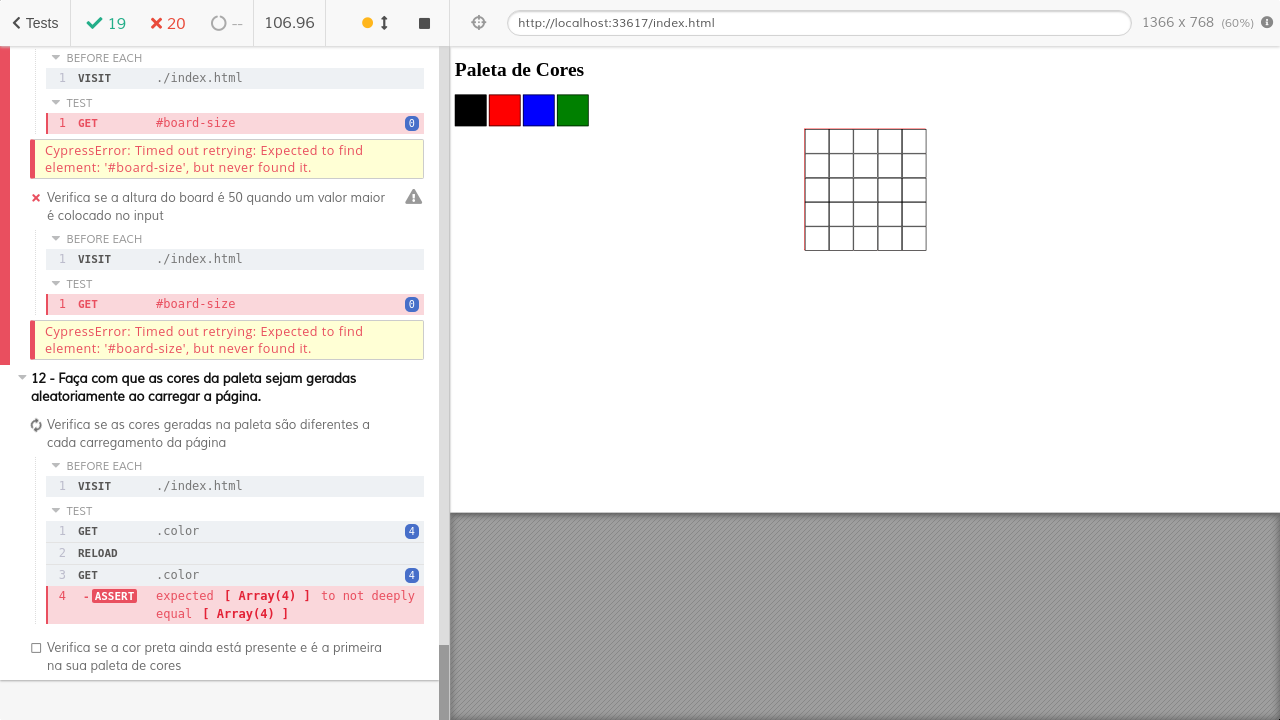 Tests
19
20
--
106.96
http://localhost:33617/index.html
1366 x 768 (60%)
BEFORE EACH
1 VISIT ./index.html
TEST
1 GET #board-size 0
CypressError: Timed out retrying: Expected to find
element: '#board-size', but never found it.
Verifica se a altura do board é 50 quando um valor maior
é colocado no input
BEFORE EACH
1 VISIT ./index.html
TEST
1 GET #board-size 0
CypressError: Timed out retrying: Expected to find
element: '#board-size', but never found it.
12 - Faça com que as cores da paleta sejam geradas
aleatoriamente ao carregar a página.
Verifica se as cores geradas na paleta são diferentes a
cada carregamento da página
BEFORE EACH
1 VISIT ./index.html
TEST
1 GET .color 4
2 RELOAD
3 GET .color 4
4 -ASSERT expected [ Array(4) ] to not deeply
equal [ Array(4) ]
Verifica se a cor preta ainda está presente e é a primeira
na sua paleta de cores
Paleta de Cores